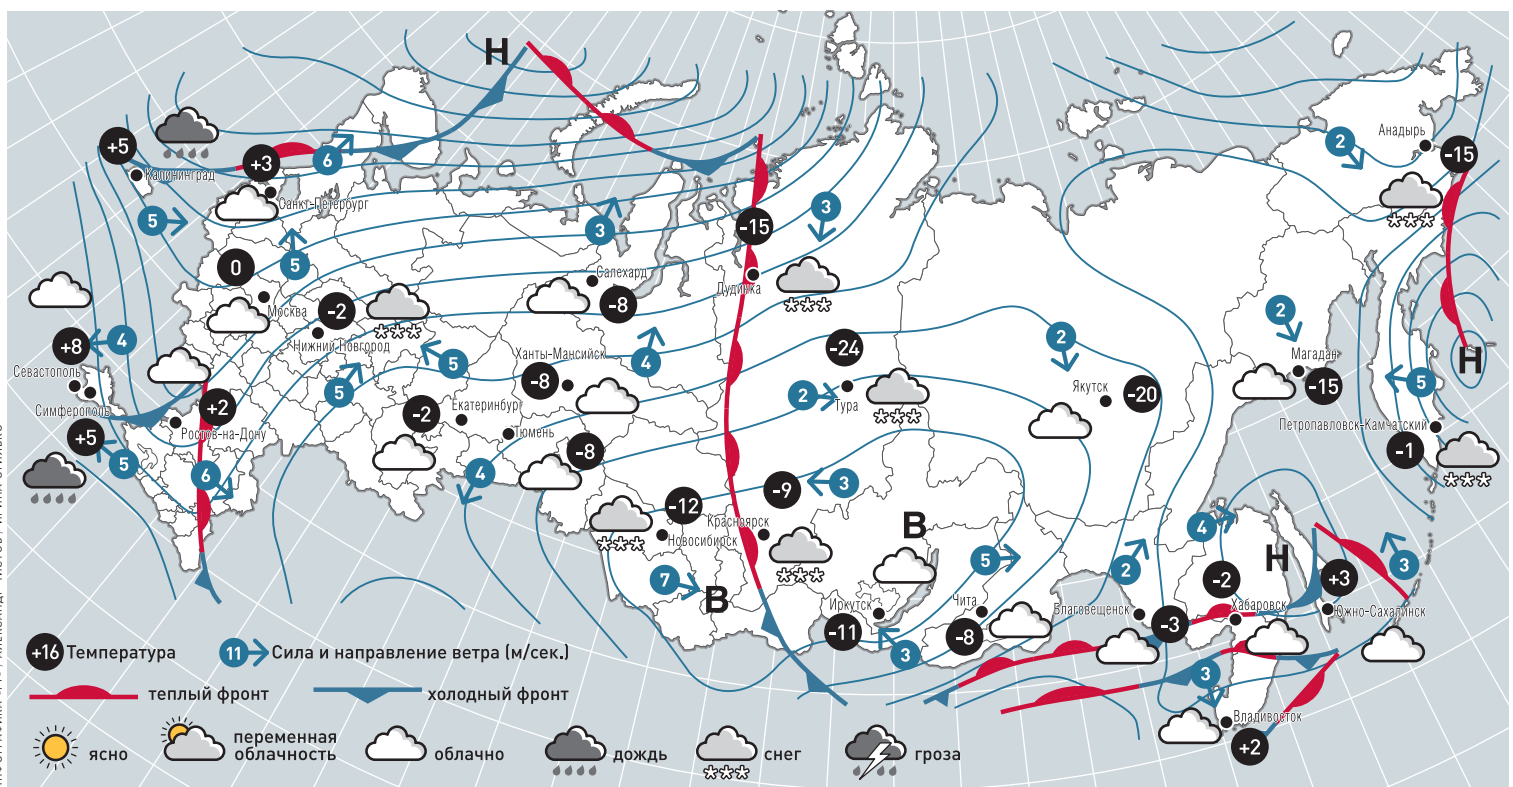 Н
+5
Калининград
+3
6
Санкт-Петербург
5
5
0
Москва
-2
Нижний Новгород
+8
4
Севастополь
Симферополь
+5
5
+2
Ростов-на-Дону
6
5
5
-2
Екатеринбург
Тюмень
4
-8
Ханты-Мансийск
-8
Салехард
-8
3
4
-15
Дудинка
3
-24
2
Тура
-12
Новосибирск
7
В
-9
3
Красноярск
В
Иркутск
-11
3
5
Чита
-8
2
Якутск
-20
2
Анадырь
-15
2
Магадан
-15
5
Н
Петропавловск-Камчатский
-1
4
Н
2
-2
Хабаровск
Благовещенск
-3
+3
3
Южно-Сахалинск
3
Владивосток
+2
+16 Температура
11 Сила и направление ветра (м/сек.)
теплый фронт
холодный фронт
ясно
переменная
облачность
облачно
дождь
снег
гроза